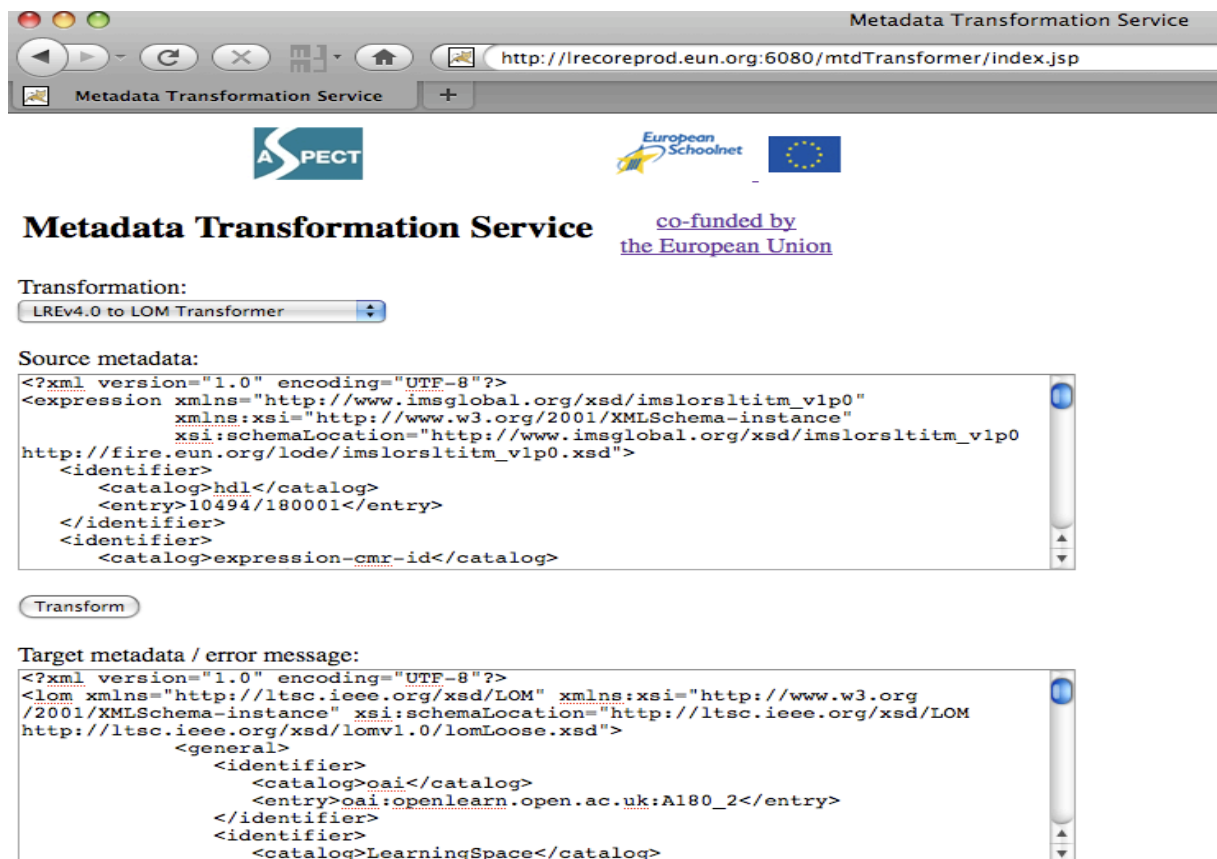 Metadata Transformation Service
http://lrecoreprod.eun.org:6080/mtdTransformer/index.jsp
Metadata Transformation Service +
ASPECT
European
Schoolnet
Metadata Transformation Service
co-funded by
the European Union
Transformation:
LREv4.0 to LOM Transformer
Source metadata:
<?xml version="1.0" encoding="UTF-8"?>
<expression xmlns="http://www.imsglobal.org/xsd/imslorsltitm_v1p0"
xmlns:xsi="http://www.w3.org/2001/XMLSchema-instance"
xsi:schemaLocation="http://www.imsglobal.org/xsd/imslorsltitm_v1p0
http://fire.eun.org/lode/imslorsltitm_v1p0.xsd">
<identifier>
<catalog>hdl</catalog>
<entry>10494/180001</entry>
</identifier>
<identifier>
<catalog>expression-cmr-id</catalog>
Transform
Target metadata / error message:
<?xml version="1.0" encoding="UTF-8"?>
<lom xmlns="http://ltsc.ieee.org/xsd/LOM" xmlns:xsi="http://www.w3.org
/2001/XMLSchema-instance" xsi:schemaLocation="http://ltsc.ieee.org/xsd/LOM
http://ltsc.ieee.org/xsd/lomv1.0/lomLoose.xsd">
<general>
<identifier>
<catalog>oai</catalog>
<entry>oai:openlearn.open.ac.uk:A180_2</entry>
</identifier>
<identifier>
<catalog>LearningSpace</catalog>